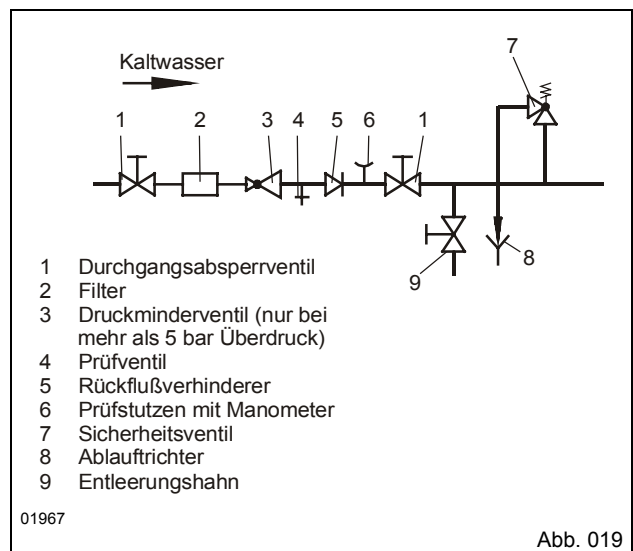 Kaltwasser
7
1 2 3 4 5 6 1
9 8
1 Durchgangsabsperrventil
2 Filter
3 Druckminderventil (nur bei
mehr als 5 bar Überdruck)
4 Prüfventil
5 Rückflußverhinderer
6 Prüfstutzen mit Manometer
7 Sicherheitsventil
8 Ablauftrichter
9 Entleerungshahn
01967
Abb. 019